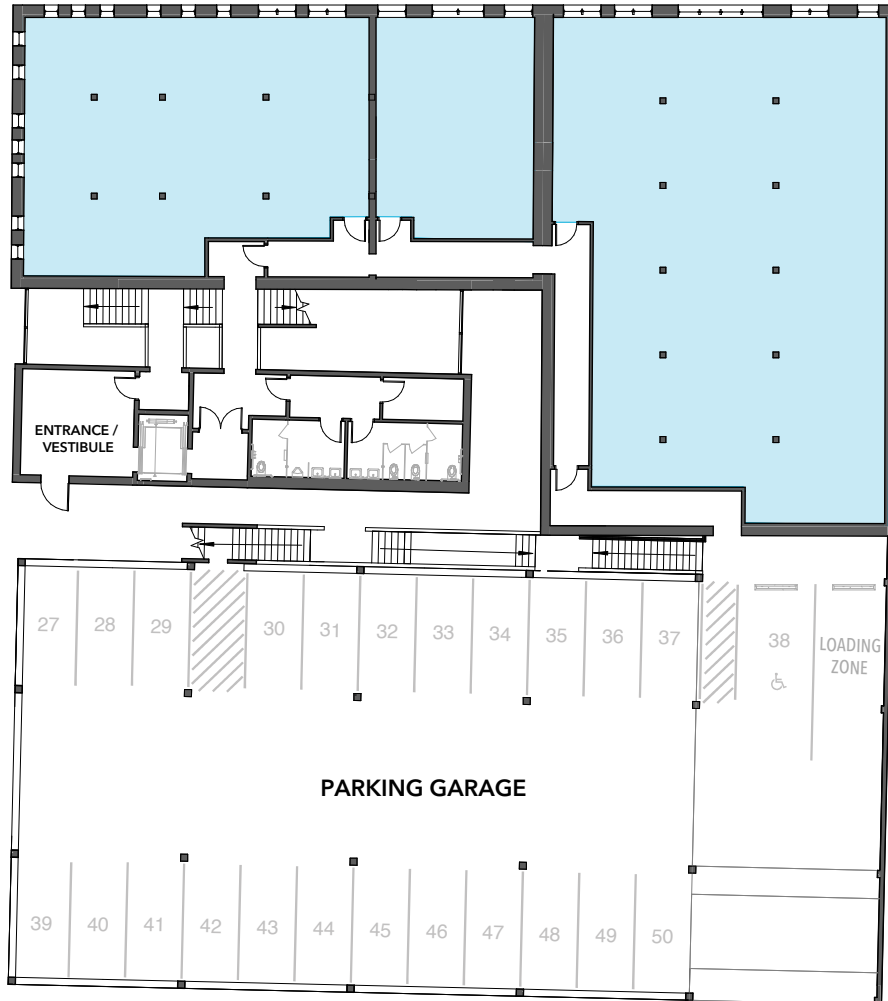 ENTRANCE /
VESTIBULE
27 28 29 30 31 32 33 34 35 36 37 38
LOADING
ZONE
PARKING GARAGE
39 40 41 42 43 44 45 46 47 48 49 50